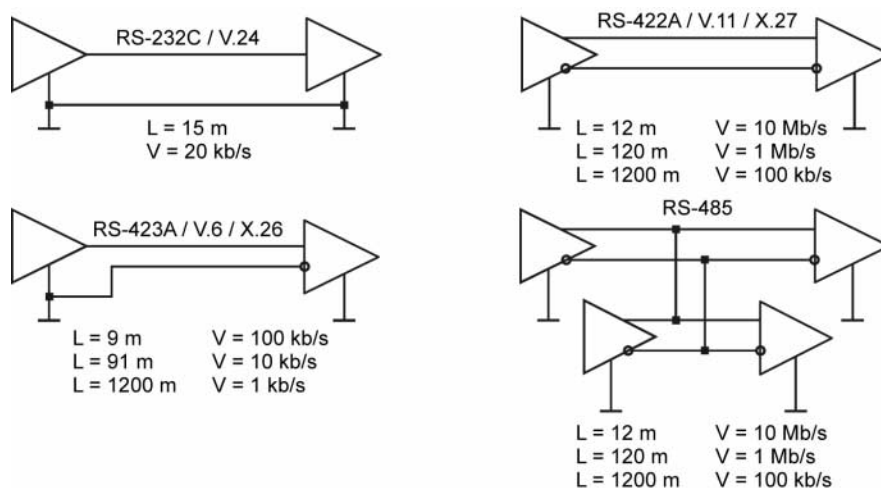 RS-232C / V.24
L = 15 m
V = 20 kb/s
RS-422A / V.11 / X.27
L = 12 m V = 10 Mb/s
L = 120 m V = 1 Mb/s
L = 1200 m V = 100 kb/s
RS-423A / V.6 / X.26
L = 9 m V = 100 kb/s
L = 91 m V = 10 kb/s
L = 1200 m V = 1 kb/s
RS-485
L = 12 m V = 10 Mb/s
L = 120 m V = 1 Mb/s
L = 1200 m V = 100 kb/s